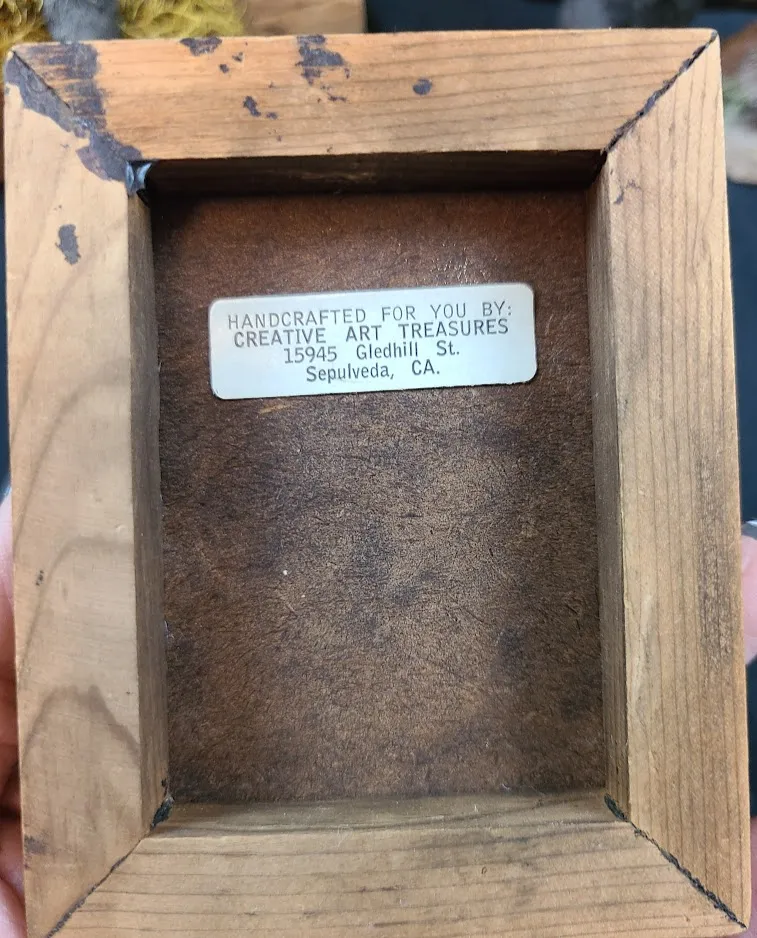 HANDCRAFTED FOR YOU BY:
CREATIVE ART TREASURES
15945 Gledhill St.
Sepulveda, CA.